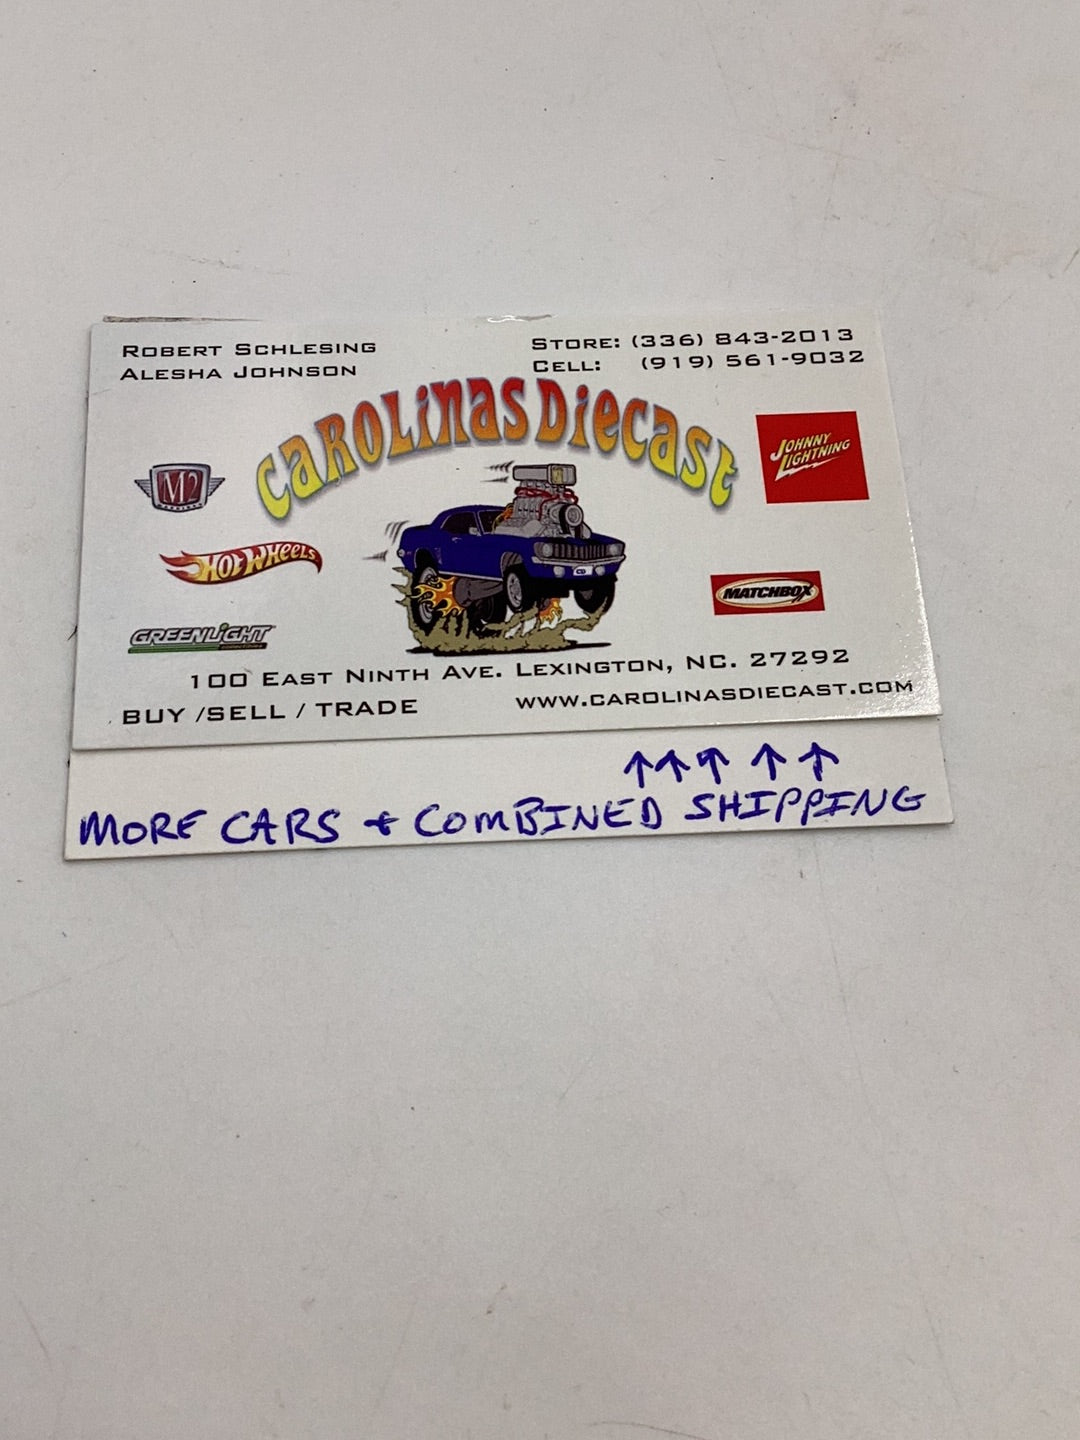 ROBERT SCHLESING
ALESHA JOHNSON
STORE: (336) 843-2013
CELL: (919) 561-9032
CAROLINAS DIECAST
M2
JOHNNY
LIGHTNING
HOT WHEELS
MATCHBOX
GREENLIGHT
100 EAST NINTH AVE. LEXINGTON, NC. 27292
BUY /SELL / TRADE
WWW.CAROLINASDIECAST.COM
↑↑↑ ↑ ↑
MORE CARS + COMBINED SHIPPING